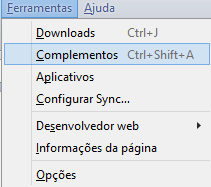 Ferramentas Ajuda
Downloads Ctrl+J
Complementos Ctrl+Shift+A
Aplicativos
Configurar Sync...
Desenvolvedor web
Informações da página
Opções